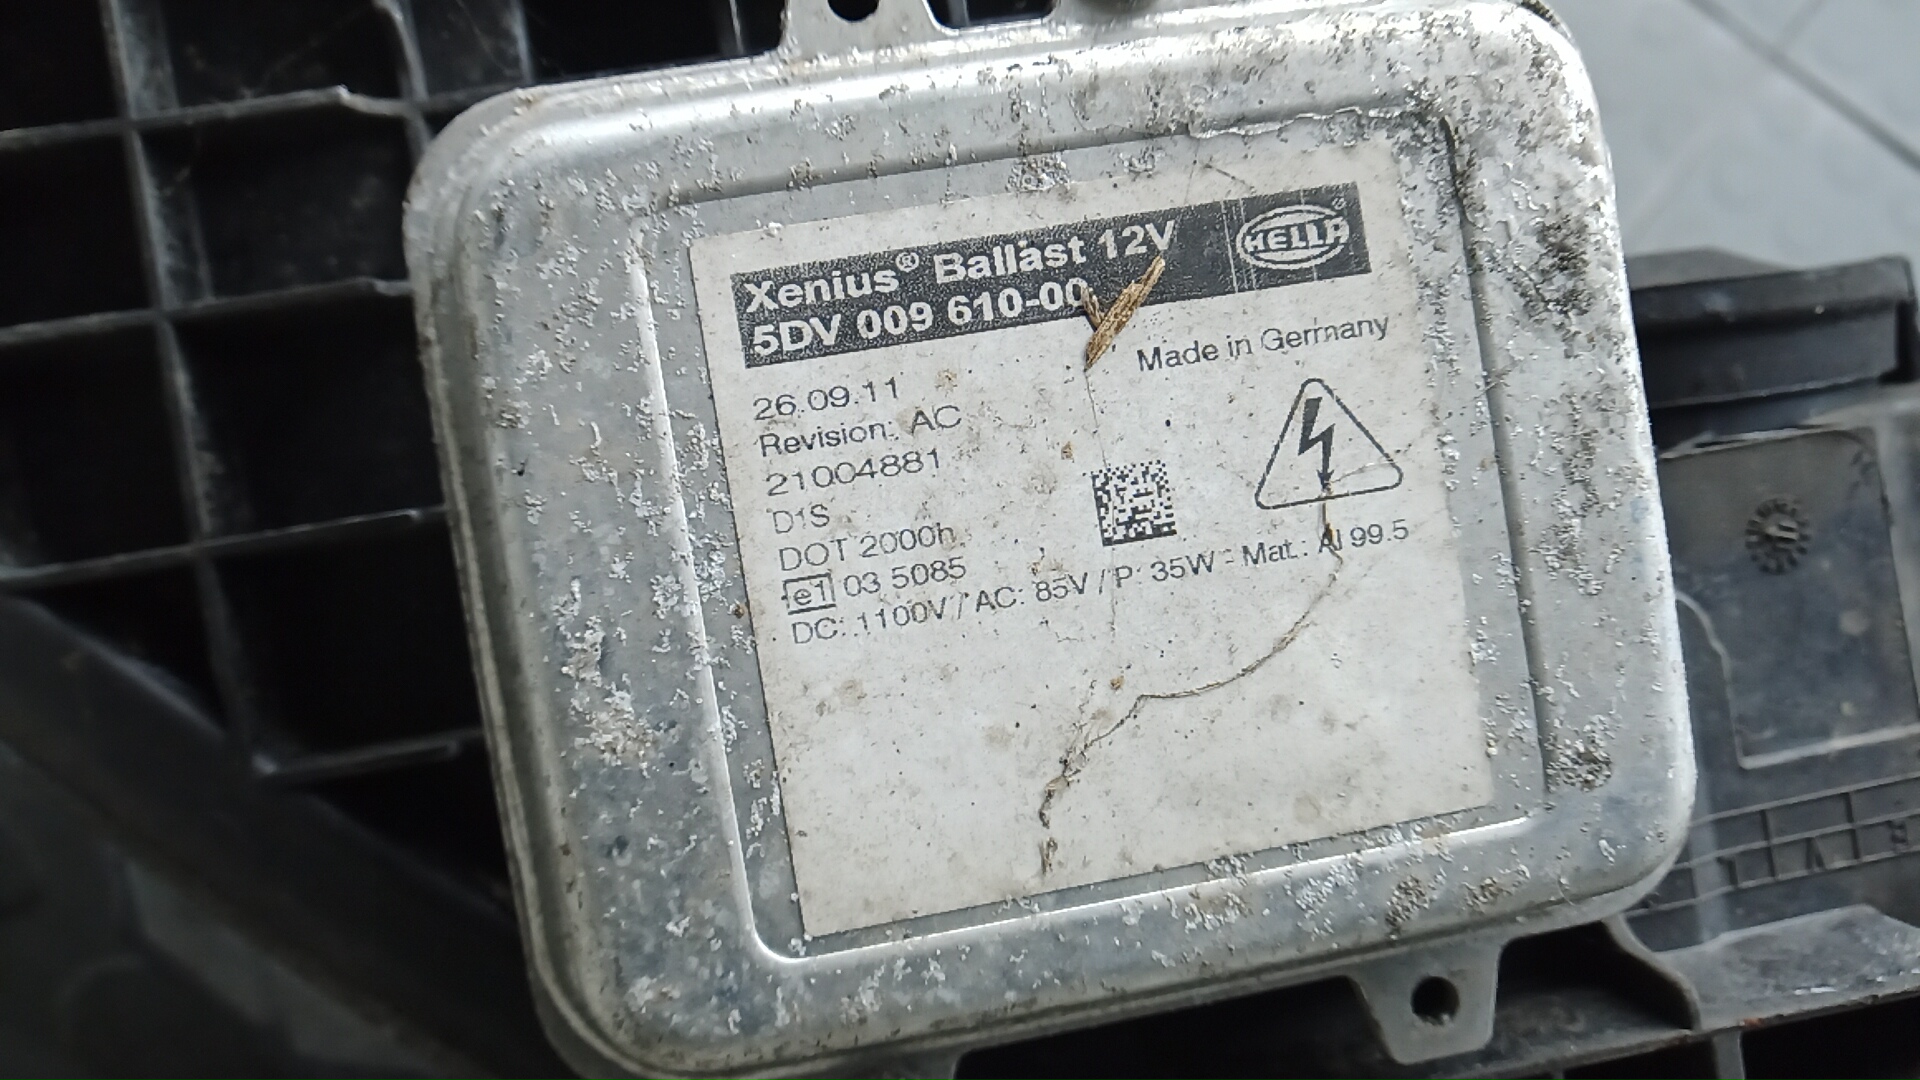 Xenius® Ballast 12V
HELLA
5DV 009 610-00
Made in Germany
26.09.11
Revision: AC
21004881
D1S
DOT 2000h
e1 03 5085
DC: 1100V / AC: 85V / P: 35W - Mat.: Al 99.5